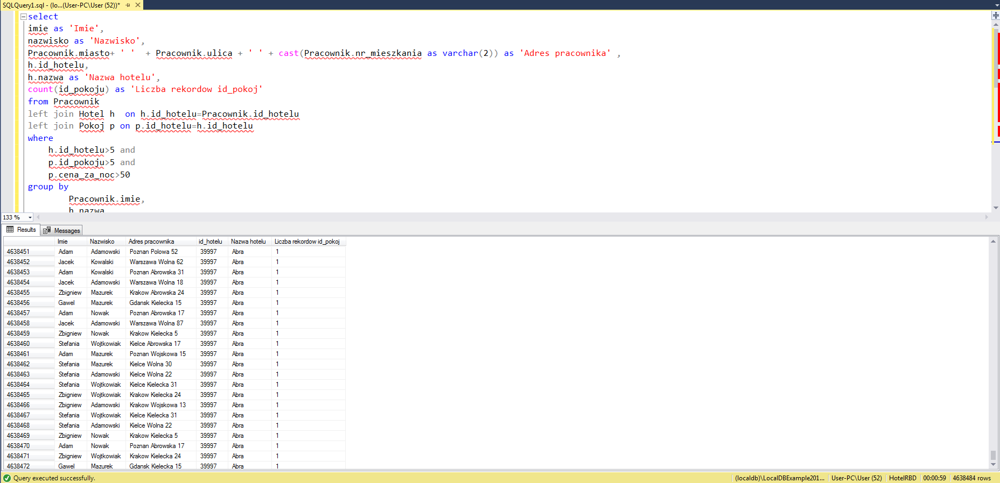 SQLQuery1.sql - (lo...(User-PC\User (52))*
select
imie as 'Imie',
nazwisko as 'Nazwisko',
Pracownik.miasto+ ' '  + Pracownik.ulica + ' ' + cast(Pracownik.nr_mieszkania as varchar(2)) as 'Adres pracownika' ,
h.id_hotelu,
h.nazwa as 'Nazwa hotelu',
count(id_pokoju) as 'Liczba rekordow id_pokoj'
from Pracownik
left join Hotel h  on h.id_hotelu=Pracownik.id_hotelu
left join Pokoj p on p.id_hotelu=h.id_hotelu
where
h.id_hotelu>5 and
p.id_pokoju>5 and
p.cena_za_noc>50
group by
Pracownik.imie,
h.nazwa
133 %
Results Messages
Imie Nazwisko Adres pracownika id_hotelu Nazwa hotelu Liczba rekordow id_pokoj
4638451 Adam Adamowski Poznan Polowa 52 39997 Abra 1
4638452 Jacek Kowalski Warszawa Wolna 62 39997 Abra 1
4638453 Adam Kowalski Poznan Abrowska 31 39997 Abra 1
4638454 Jacek Adamowski Warszawa Wolna 18 39997 Abra 1
4638455 Zbigniew Mazurek Krakow Abrowska 24 39997 Abra 1
4638456 Gawel Mazurek Gdansk Kielecka 15 39997 Abra 1
4638457 Adam Nowak Poznan Abrowska 17 39997 Abra 1
4638458 Jacek Adamowski Warszawa Wolna 87 39997 Abra 1
4638459 Zbigniew Nowak Krakow Kielecka 5 39997 Abra 1
4638460 Stefania Wojtkowiak Kielce Abrowska 17 39997 Abra 1
4638461 Adam Mazurek Poznan Wojskowa 15 39997 Abra 1
4638462 Stefania Mazurek Kielce Wolna 30 39997 Abra 1
4638463 Stefania Adamowski Kielce Wolna 22 39997 Abra 1
4638464 Stefania Wojtkowiak Kielce Kielecka 31 39997 Abra 1
4638465 Zbigniew Wojtkowiak Krakow Kielecka 24 39997 Abra 1
4638466 Zbigniew Adamowski Krakow Wojskowa 13 39997 Abra 1
4638467 Stefania Wojtkowiak Kielce Kielecka 31 39997 Abra 1
4638468 Stefania Adamowski Kielce Wolna 22 39997 Abra 1
4638469 Zbigniew Nowak Krakow Kielecka 5 39997 Abra 1
4638470 Adam Nowak Poznan Abrowska 17 39997 Abra 1
4638471 Zbigniew Wojtkowiak Krakow Kielecka 24 39997 Abra 1
4638472 Gawel Mazurek Gdansk Kielecka 15 39997 Abra 1
Query executed successfully. (localdb)\LocalDBExample201... User-PC\User (52) HotelRBD 00:00:59 4638484 rows